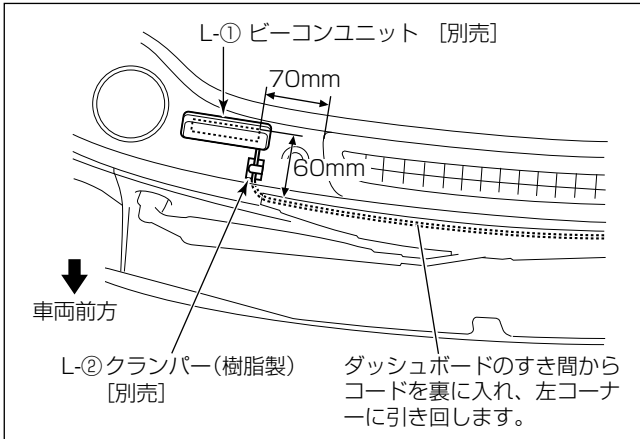 L-① ビーコンユニット ［別売］
70mm
60mm
車両前方
L-② クランパー（樹脂製）
［別売］
ダッシュボードのすき間から
コードを裏に入れ、左コーナ
ーに引き回します。